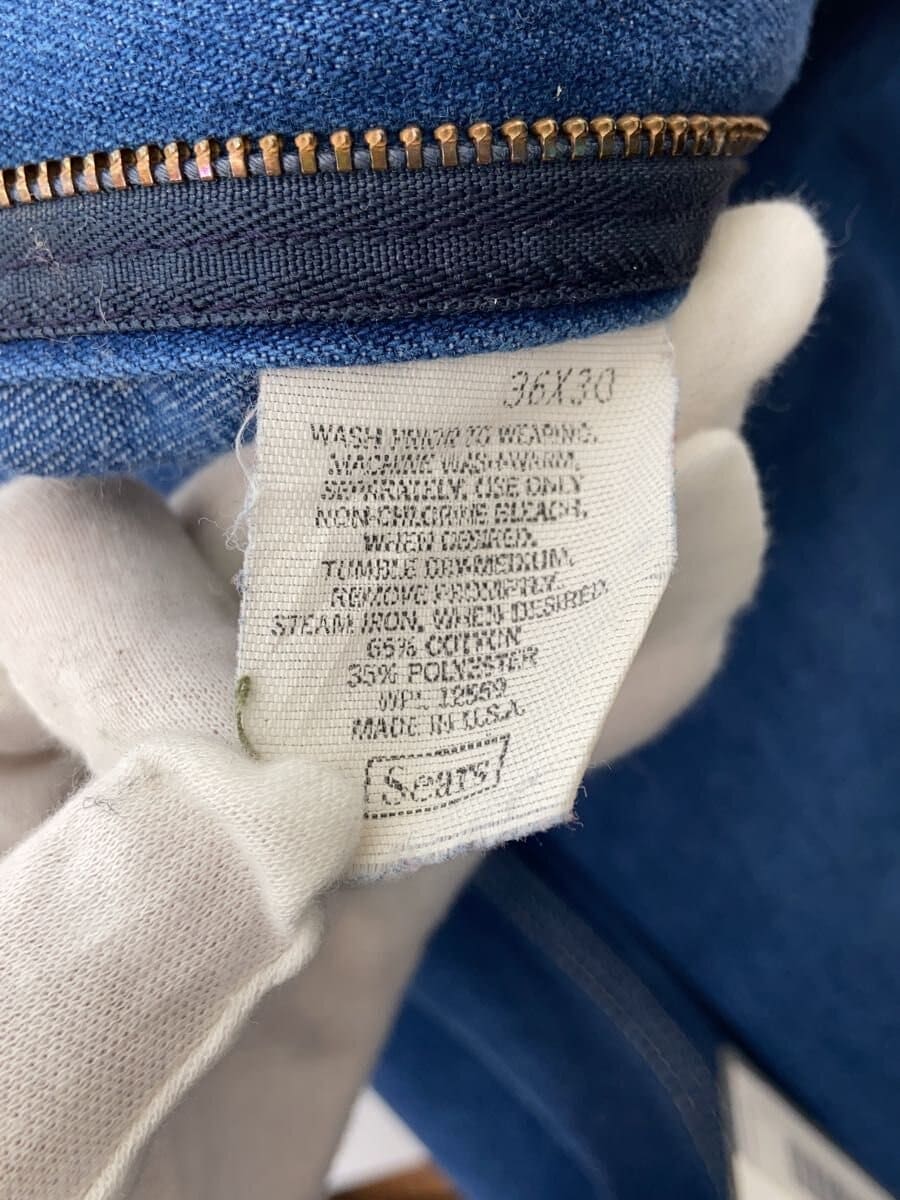 36X30
WASH PRIOR TO WEARING.
MACHINE WASH-WARM,
SEPARATELY. USE ONLY
NON-CHLORINE BLEACH,
WHEN DESIRED.
TUMBLE DRY-MEDIUM.
REMOVE PROMPTLY.
STEAM IRON, WHEN DESIRED.
65% COTTON
35% POLYESTER
WPL 12559
MADE IN U.S.A.
Sears